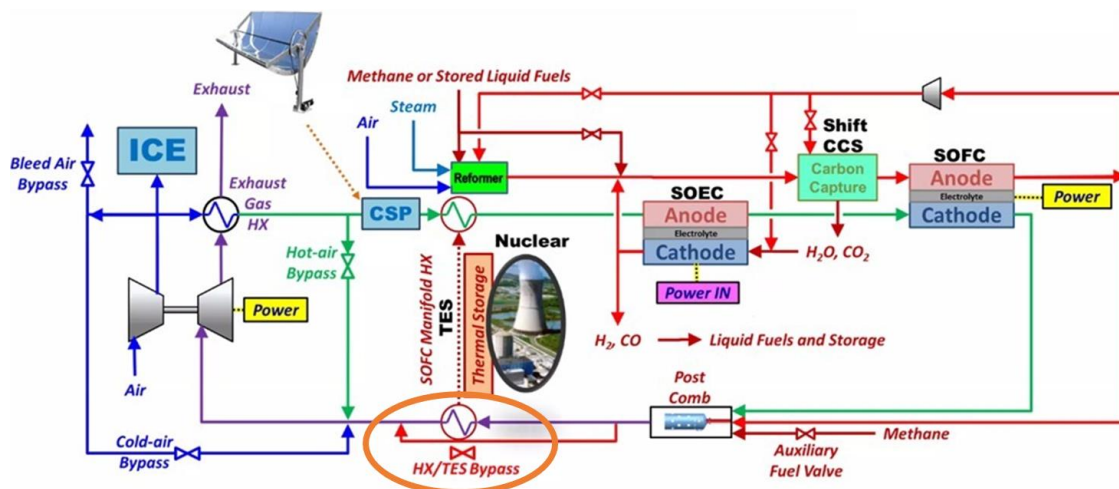 Exhaust
Methane or Stored Liquid Fuels
Steam
Air
ICE
Bleed Air
Bypass
Exhaust
Gas
HX
Reformer
Shift
CCS
Carbon
Capture
SOFC
Anode
Electrolyte
Cathode
Power
CSP
SOEC
Anode
Electrolyte
Cathode
Power IN
H₂O, CO₂
Hot-air
Bypass
Nuclear
SOFC Manifold HX
TES
Thermal Storage
Power
Air
H₂, CO
Liquid Fuels and Storage
Post
Comb
Methane
Auxiliary
Fuel Valve
Cold-air
Bypass
HX/TES Bypass